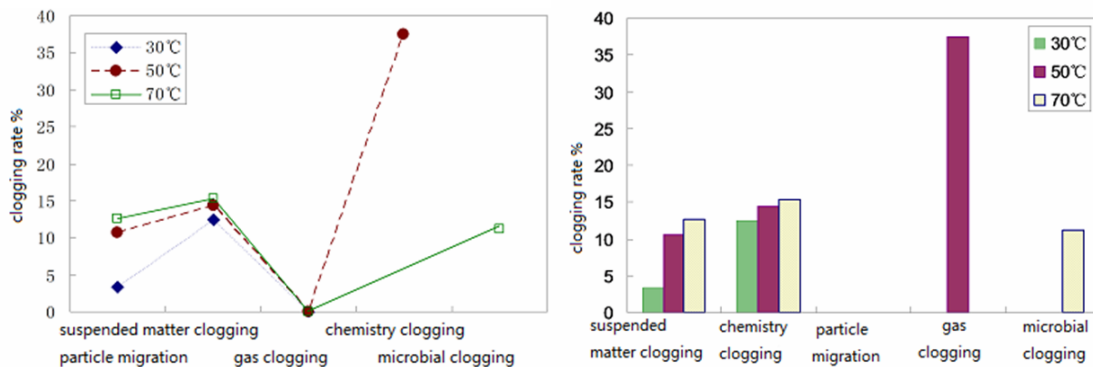 40
35
30
25
20
15
10
5
0
clogging rate %
30℃
50℃
70℃
suspended matter clogging
chemistry clogging
particle migration
gas clogging
microbial clogging
40
35
30
25
20
15
10
5
0
clogging rate %
30℃
50℃
70℃
suspended
matter clogging
chemistry
clogging
particle
migration
gas
clogging
microbial
clogging